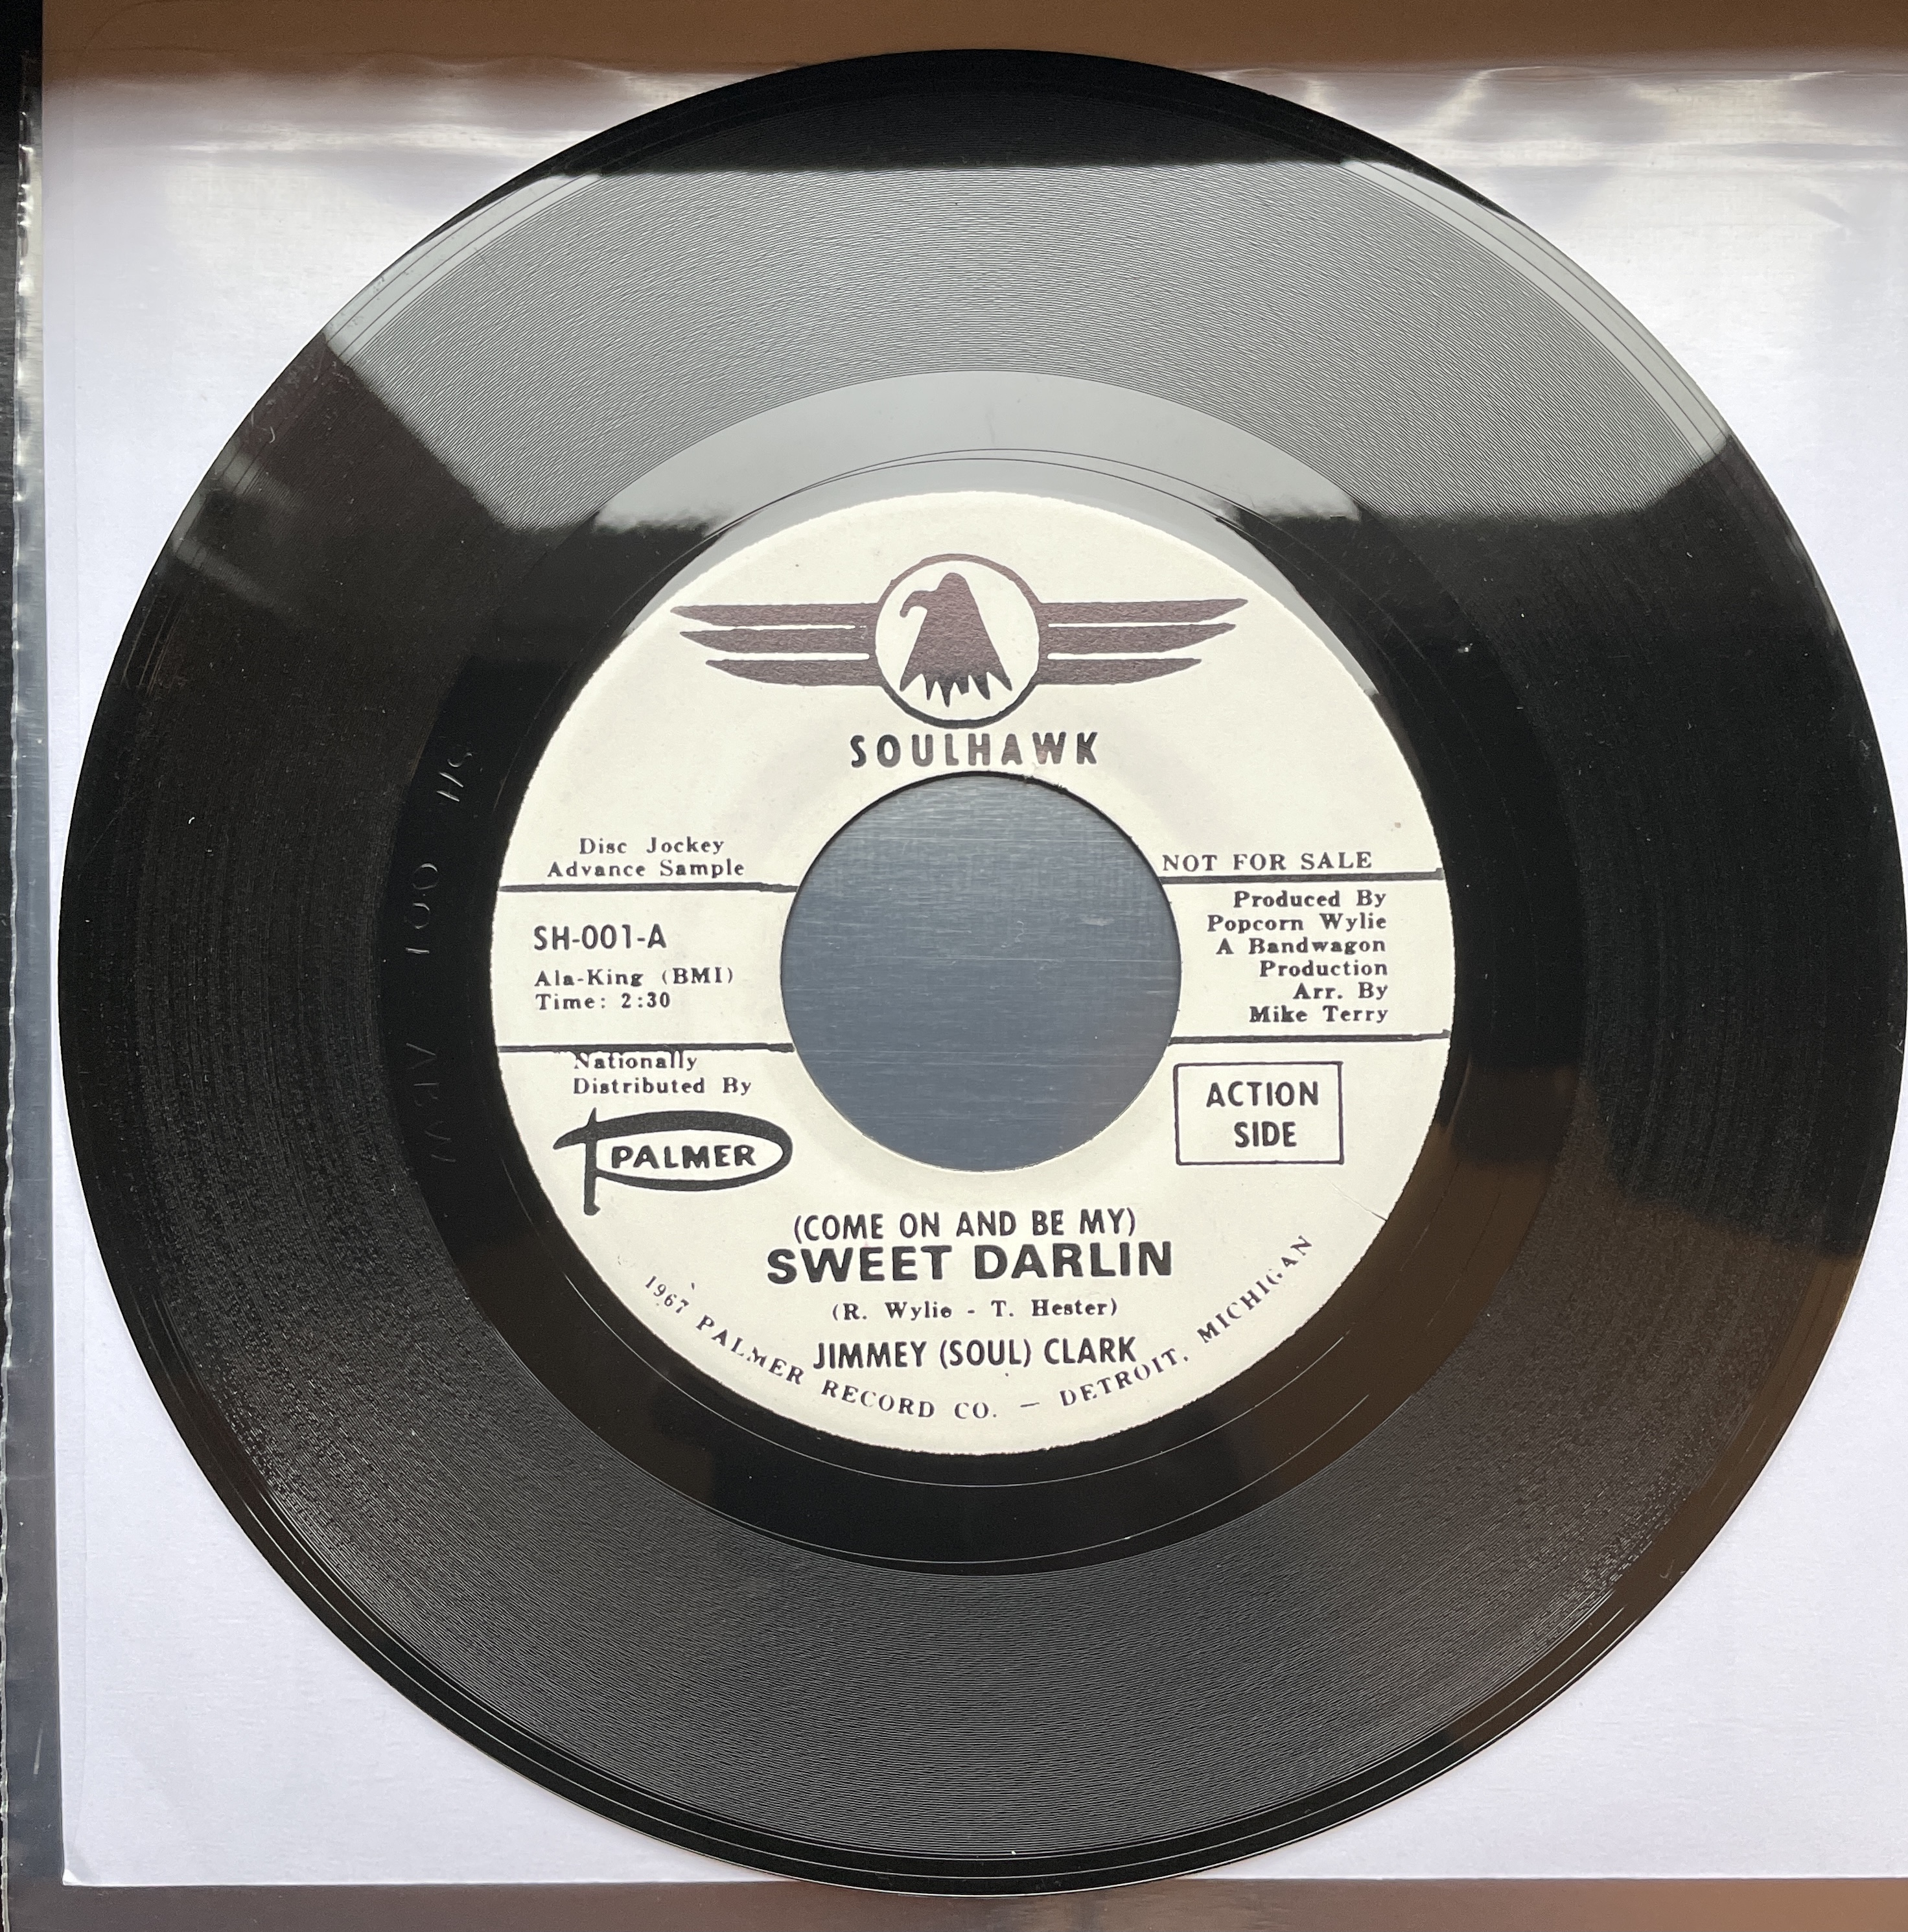 SOULHAWK
Disc Jockey
Advance Sample
NOT FOR SALE
SH-001-A
Ala-King (BMI)
Time: 2:30
Produced By
Popcorn Wylie
A Bandwagon
Production
Arr. By
Mike Terry
Nationally
Distributed By
PALMER
ACTION
SIDE
(COME ON AND BE MY)
SWEET DARLIN
(R. Wylie - T. Hester)
JIMMEY (SOUL) CLARK
1967 PALMER RECORD CO. — DETROIT, MICHIGAN